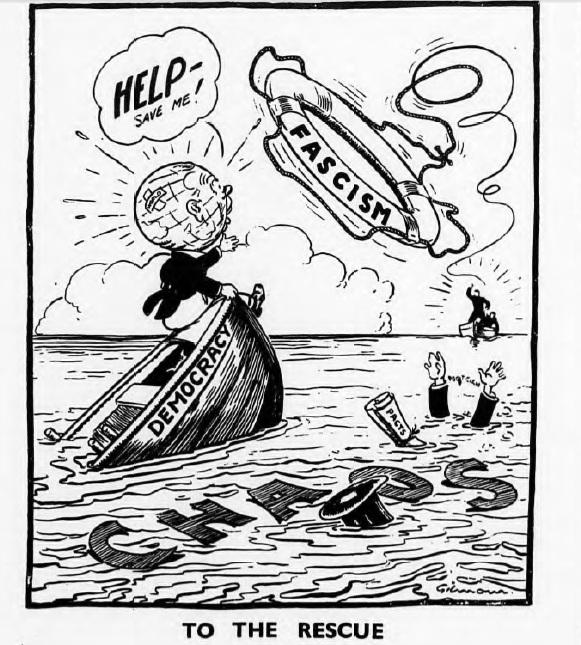 HELP-
SAVE ME!
FASCISM
DEMOCRACY
PACTS
CHAOS
TO THE RESCUE